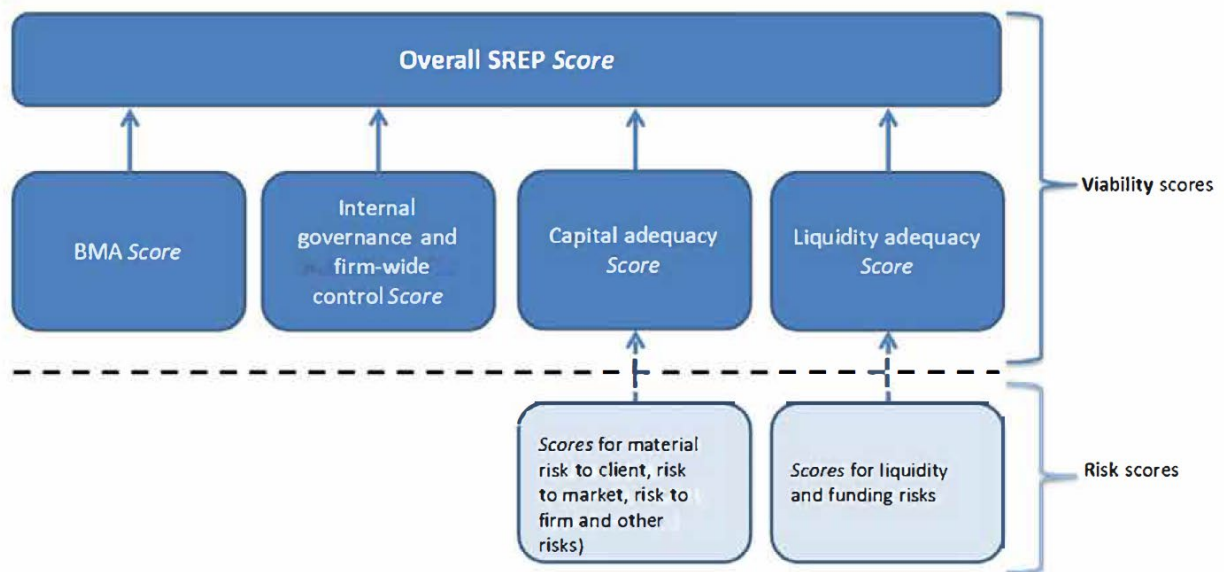 Overall SREP Score
BMA Score
Internal
governance and
firm-wide
control Score
Capital adequacy
Score
Liquidity adequacy
Score
Viability scores
Scores for material
risk to client, risk
to market, risk to
firm and other
risks)
Scores for liquidity
and funding risks
Risk scores